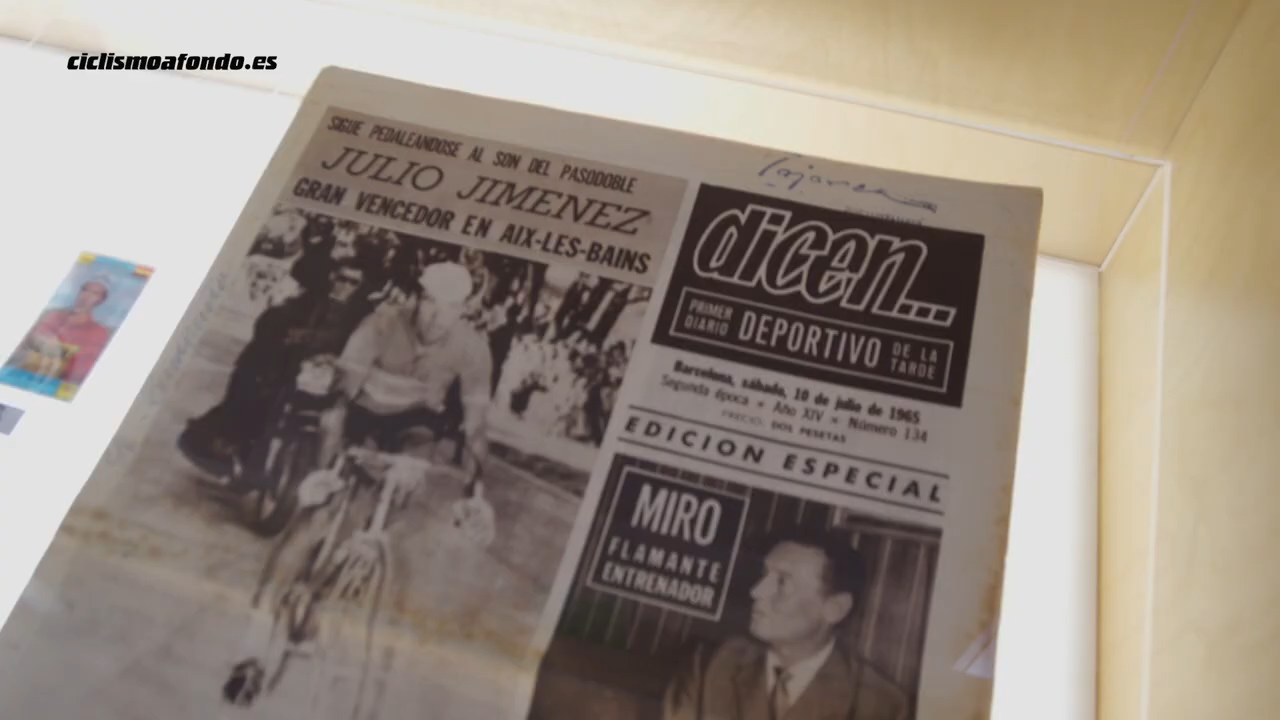 ciclismoafondo.es
SIGUE PEDALEANDOSE AL SON DEL PASODOBLE
JULIO JIMENEZ
GRAN VENCEDOR EN AIX-LES-BAINS
dicen...
PRIMER
DIARIO
DEPORTIVO
DE LA
TARDE
Barcelona, sábado, 10 de julio de 1965
Segunda época * Año XIV * Número 134
PRECIO: DOS PESETAS
EDICION ESPECIAL
MIRO
FLAMANTE
ENTRENADOR